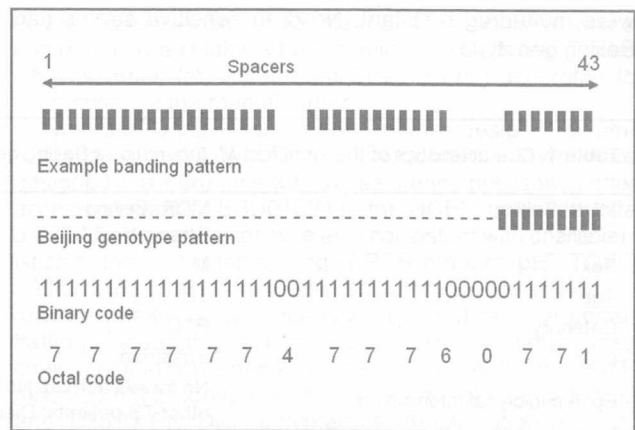 1 Spacers 43
Example banding pattern
Beijing genotype pattern
11111111111111111110011111111111000001111111
Binary code
7 7 7 7 7 7 4 7 7 7 6 0 7 7 1
Octal code